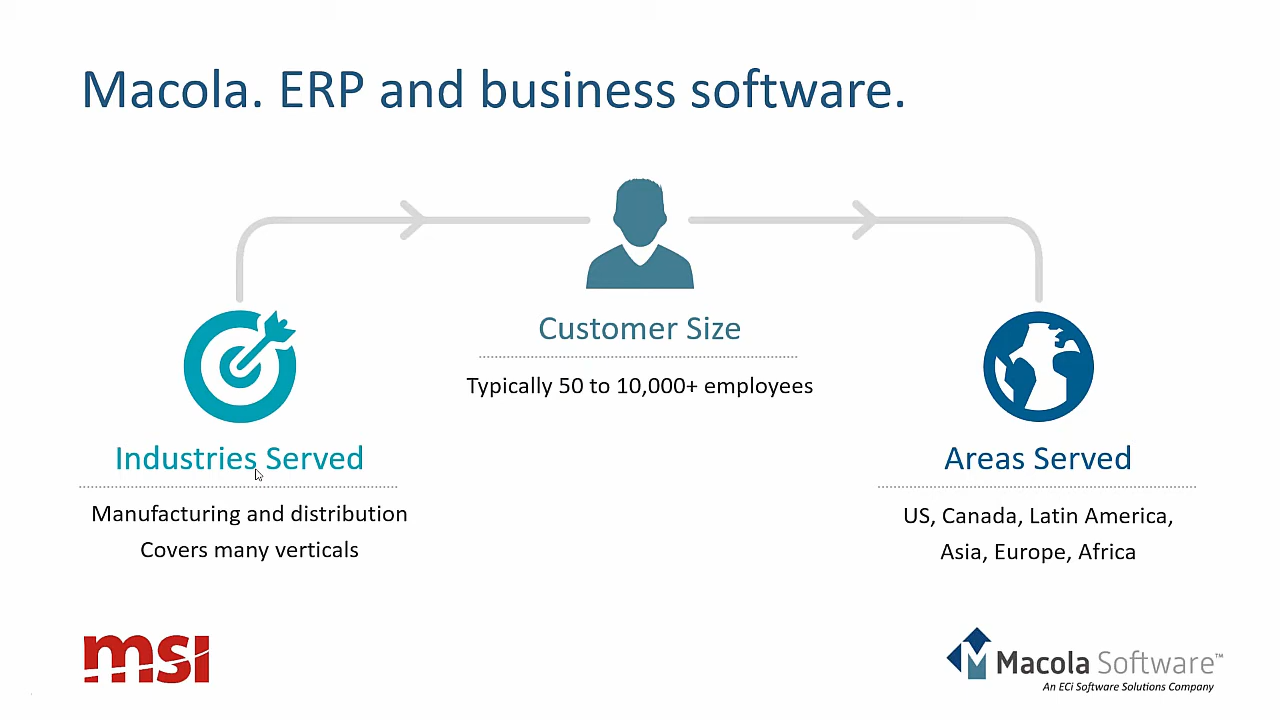 Macola. ERP and business software.
Customer Size
Typically 50 to 10,000+ employees
Industries Served
Manufacturing and distribution
Covers many verticals
Areas Served
US, Canada, Latin America,
Asia, Europe, Africa
msi
Macola Software™
An ECi Software Solutions Company